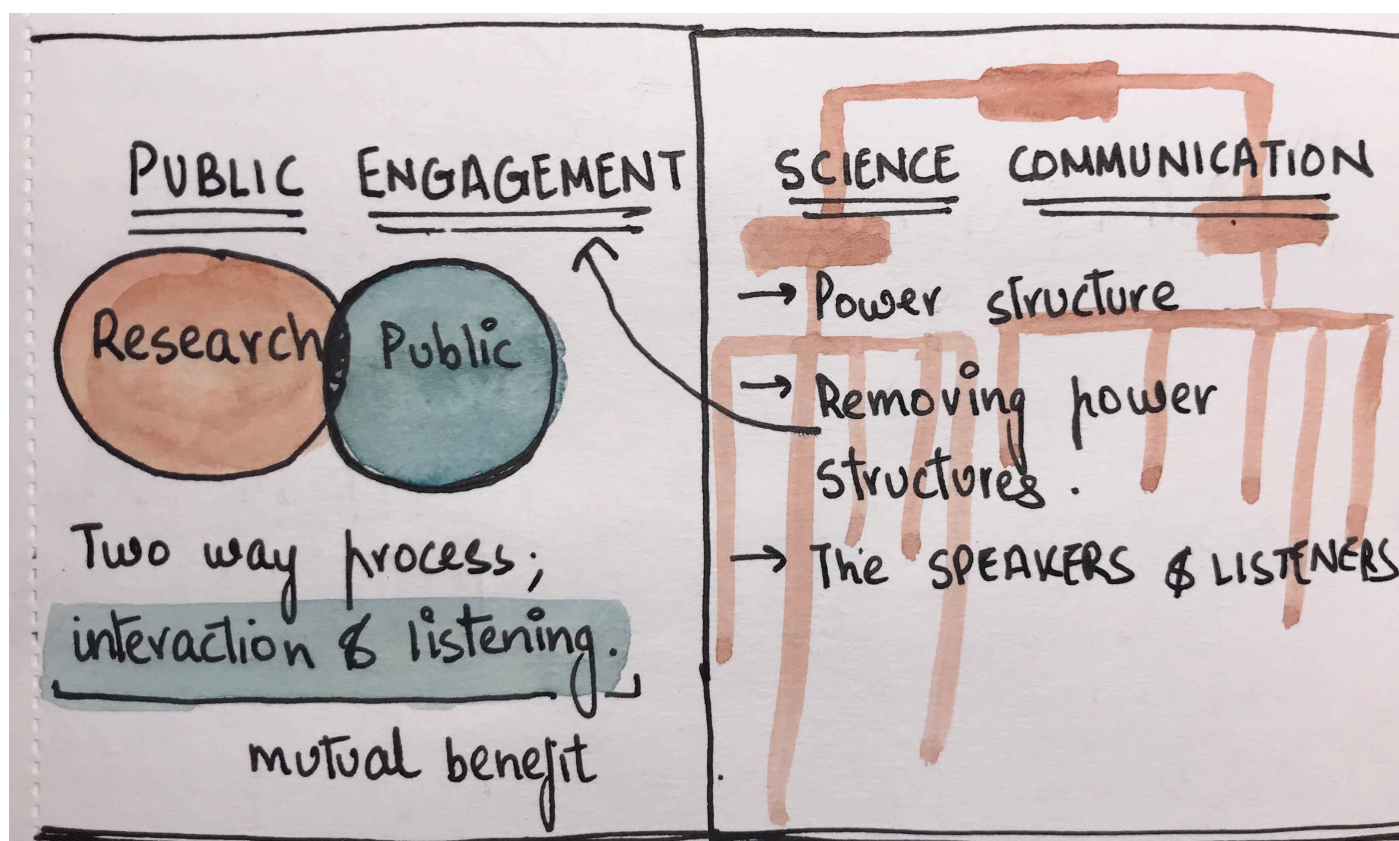 PUBLIC ENGAGEMENT
Research
Public
Two way process;
interaction & listening.
mutual benefit
SCIENCE COMMUNICATION
→ Power structure
→ Removing power
structures.
→ The SPEAKERS & LISTENERS